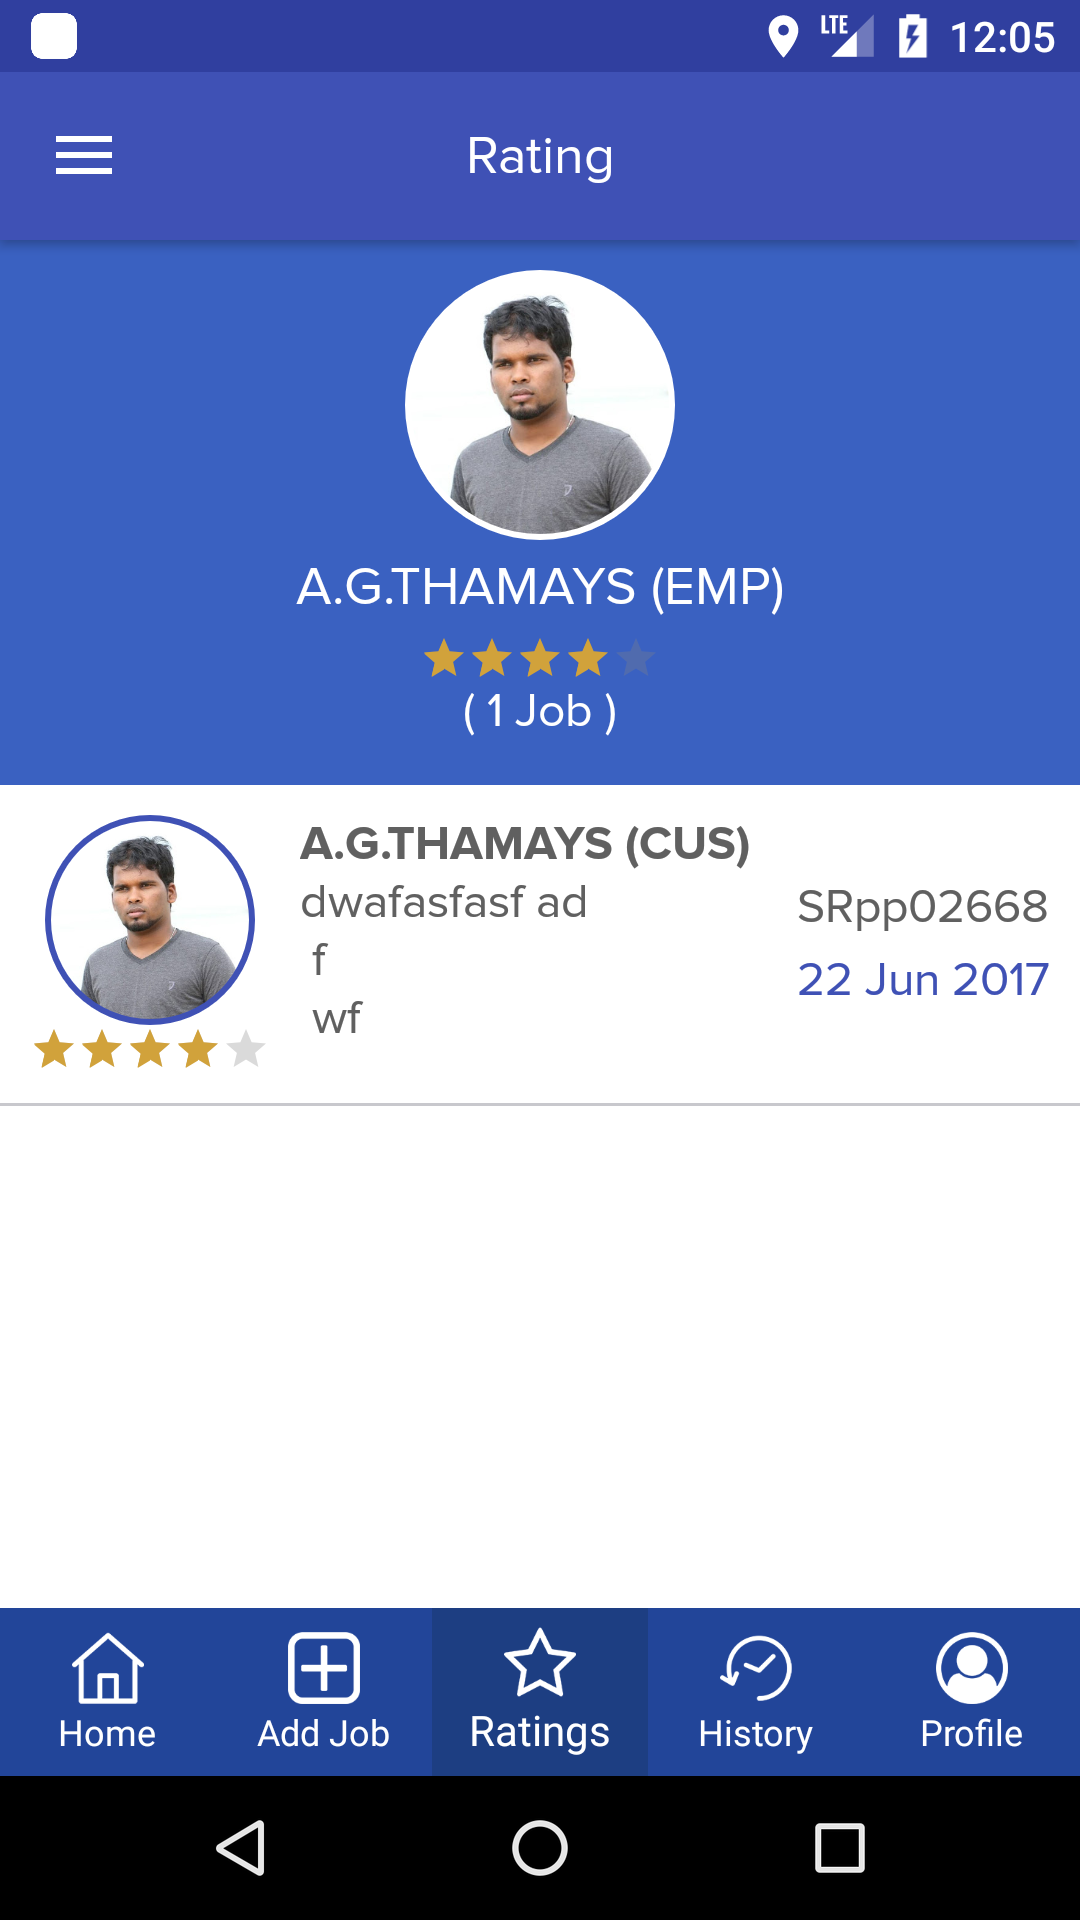 LTE 12:05
Rating
A.G.THAMAYS (EMP)
( 1 Job )
A.G.THAMAYS (CUS)
dwafasfasf ad
f
wf
SRpp02668
22 Jun 2017
Home
Add Job
Ratings
History
Profile